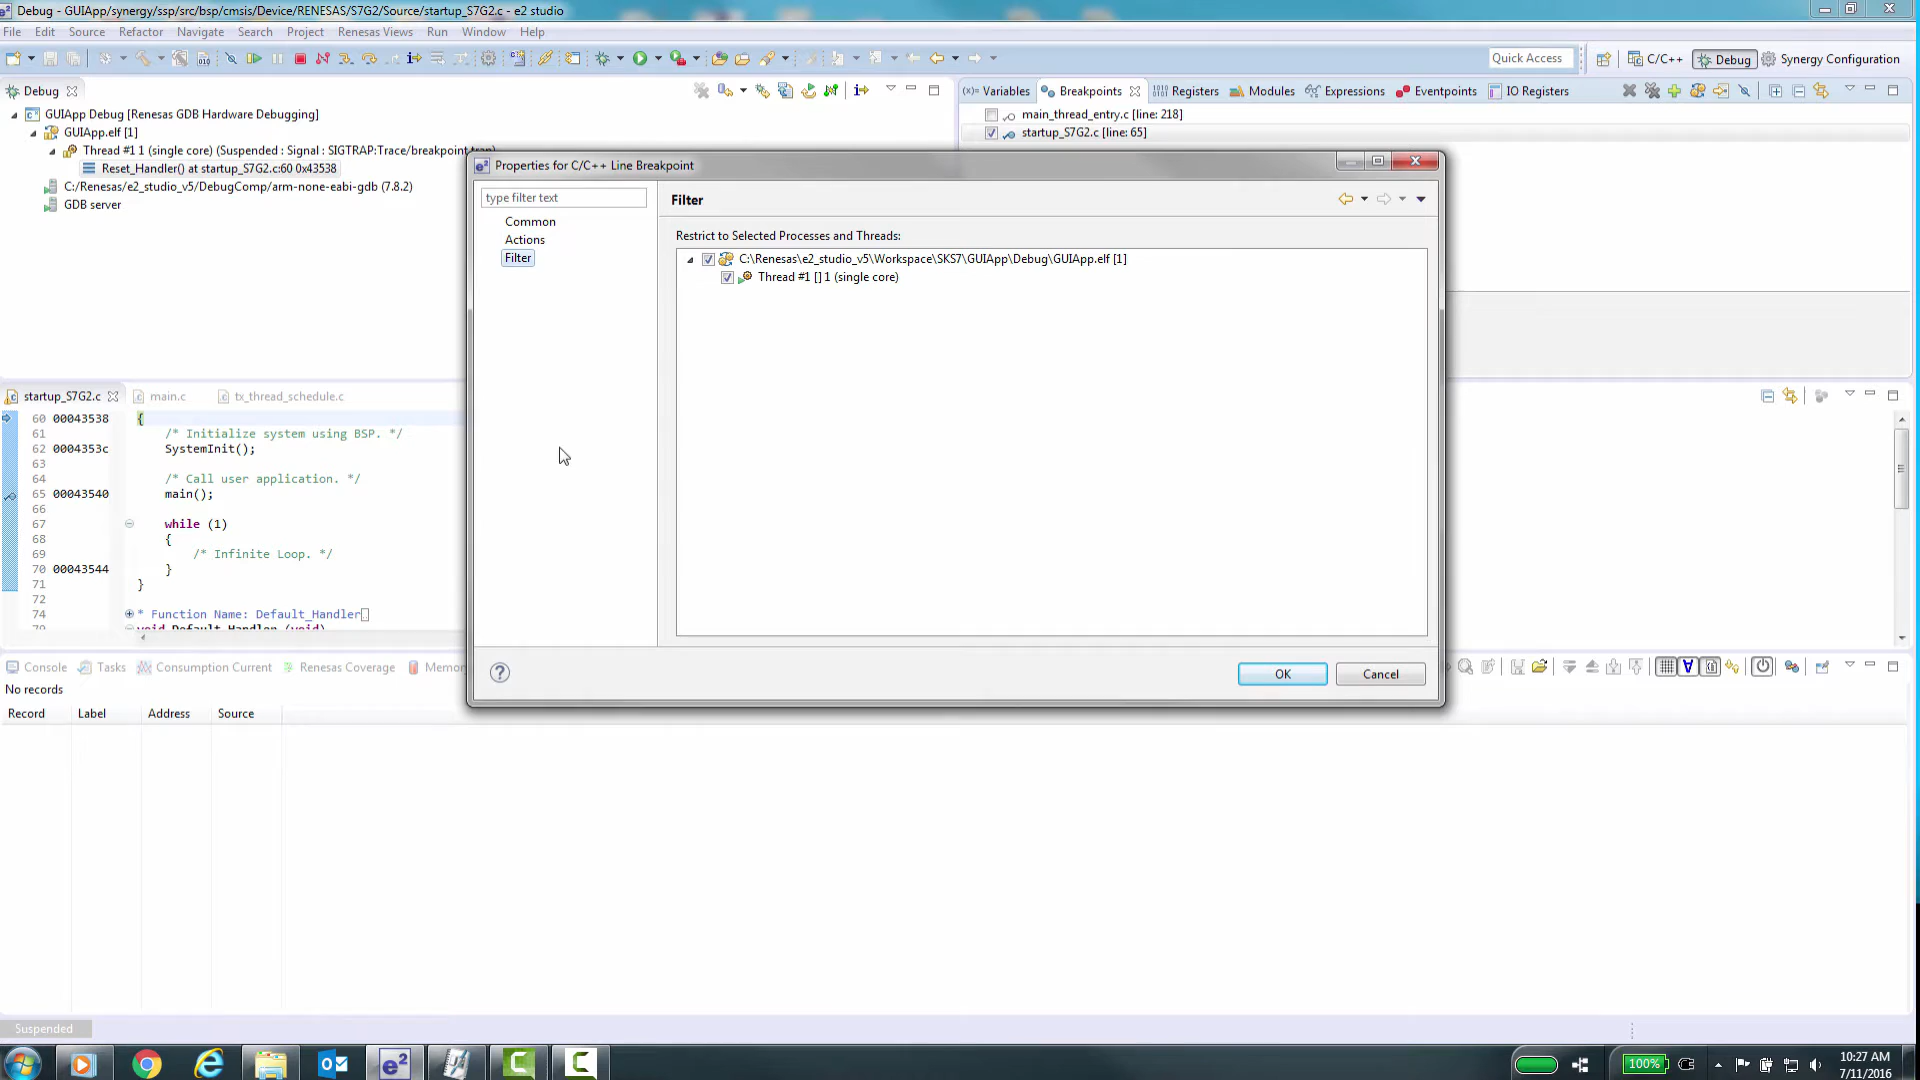 Debug - GUIApp/synergy/ssp/src/bsp/cmsis/Device/RENESAS/S7G2/Source/startup_S7G2.c - e2 studio
File Edit Source Refactor Navigate Search Project Renesas Views Run Window Help
Quick Access C/C++ Debug Synergy Configuration
Debug
(x)= Variables Breakpoints Registers Modules Expressions Eventpoints IO Registers
GUIApp Debug [Renesas GDB Hardware Debugging]
GUIApp.elf [1]
Thread #1 1 (single core) (Suspended : Signal : SIGTRAP:Trace/breakpoint trap)
Reset_Handler() at startup_S7G2.c:60 0x43538
C:/Renesas/e2_studio_v5/DebugComp/arm-none-eabi-gdb (7.8.2)
GDB server
main_thread_entry.c [line: 218]
startup_S7G2.c [line: 65]
Properties for C/C++ Line Breakpoint
type filter text
Common
Actions
Filter
Filter
Restrict to Selected Processes and Threads:
C:\Renesas\e2_studio_v5\Workspace\SKS7\GUIApp\Debug\GUIApp.elf [1]
Thread #1 [] 1 (single core)
OK Cancel
startup_S7G2.c main.c tx_thread_schedule.c
60 00043538 {
61 /* Initialize system using BSP. */
62 0004353c SystemInit();
63
64 /* Call user application. */
65 00043540 main();
66
67 while (1)
68 {
69 /* Infinite Loop. */
70 00043544 }
71 }
72
74 * Function Name: Default_Handler
79 void Default_Handler (void)
Console Tasks Consumption Current Renesas Coverage Memor
No records
Record Label Address Source
Suspended
100%
10:27 AM
7/11/2016